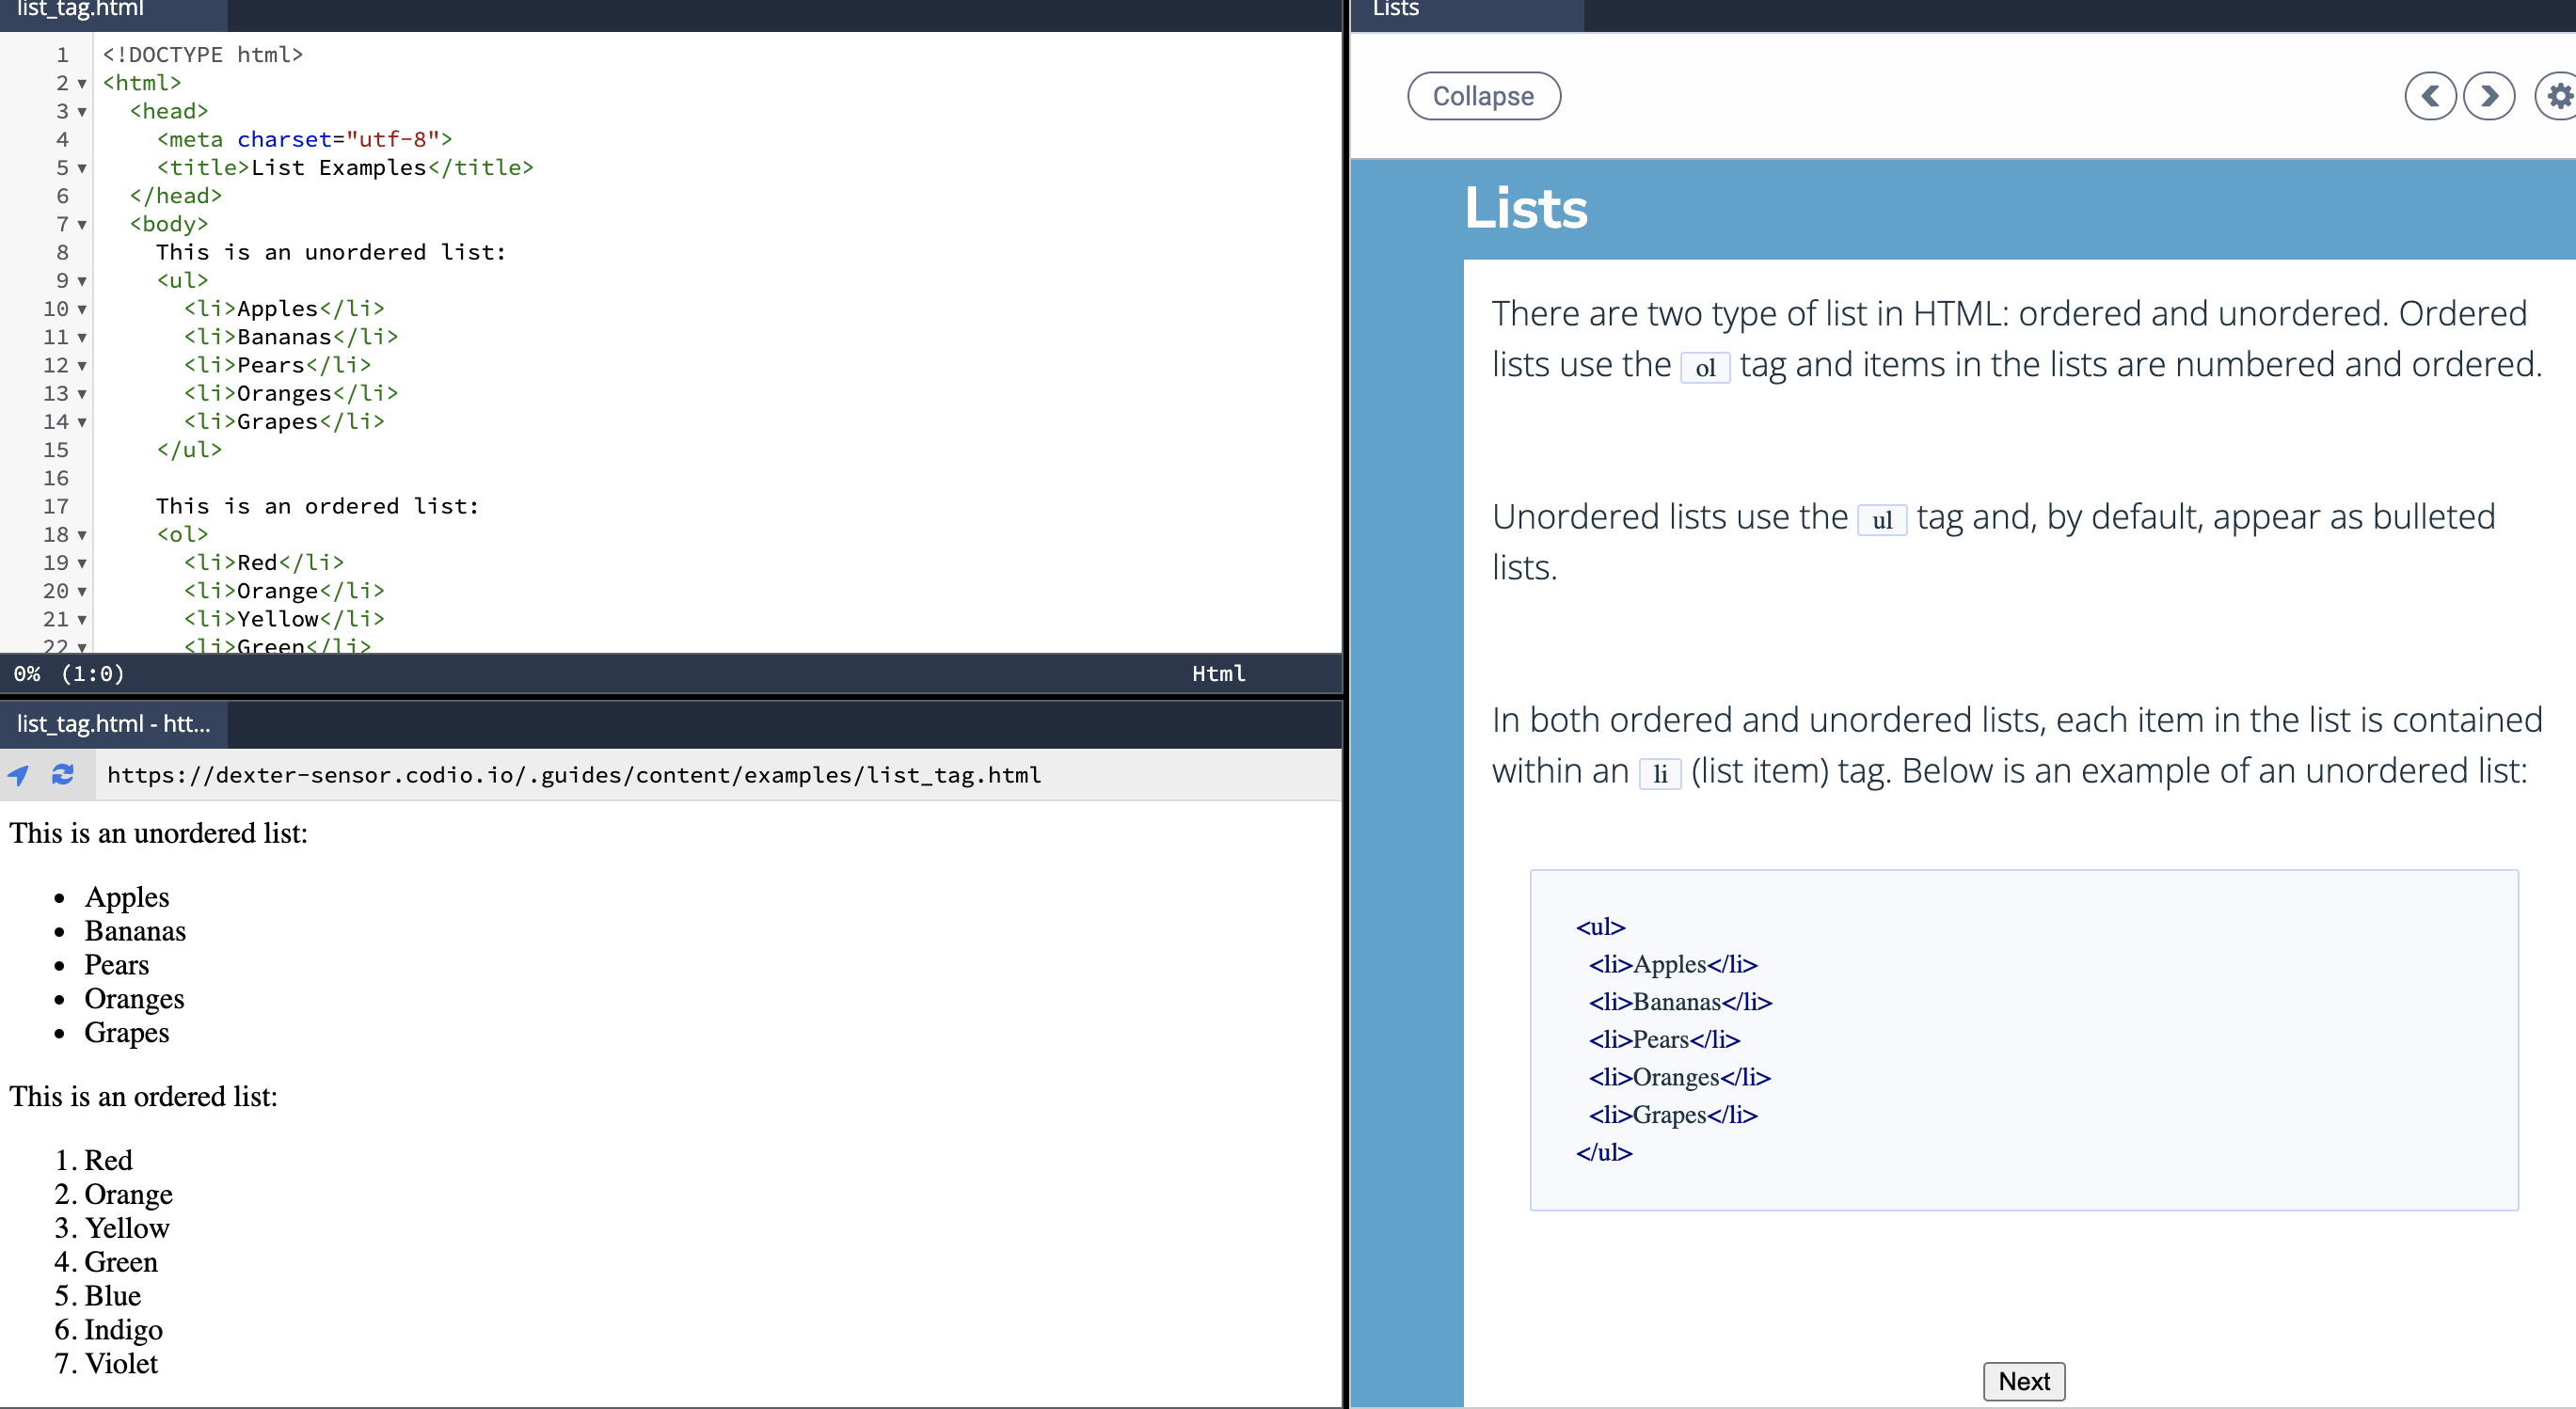 list_tag.html
1 <!DOCTYPE html>
2 <html>
3 <head>
4 <meta charset="utf-8">
5 <title>List Examples</title>
6 </head>
7 <body>
8 This is an unordered list:
9 <ul>
10 <li>Apples</li>
11 <li>Bananas</li>
12 <li>Pears</li>
13 <li>Oranges</li>
14 <li>Grapes</li>
15 </ul>
16
17 This is an ordered list:
18 <ol>
19 <li>Red</li>
20 <li>Orange</li>
21 <li>Yellow</li>
22 <li>Green</li>
0% (1:0) Html
list_tag.html - htt...
https://dexter-sensor.codio.io/.guides/content/examples/list_tag.html
This is an unordered list:
• Apples
• Bananas
• Pears
• Oranges
• Grapes
This is an ordered list:
1. Red
2. Orange
3. Yellow
4. Green
5. Blue
6. Indigo
7. Violet
Lists
Collapse
Lists
There are two type of list in HTML: ordered and unordered. Ordered
lists use the ol tag and items in the lists are numbered and ordered.
Unordered lists use the ul tag and, by default, appear as bulleted
lists.
In both ordered and unordered lists, each item in the list is contained
within an li (list item) tag. Below is an example of an unordered list:
<ul>
<li>Apples</li>
<li>Bananas</li>
<li>Pears</li>
<li>Oranges</li>
<li>Grapes</li>
</ul>
Next